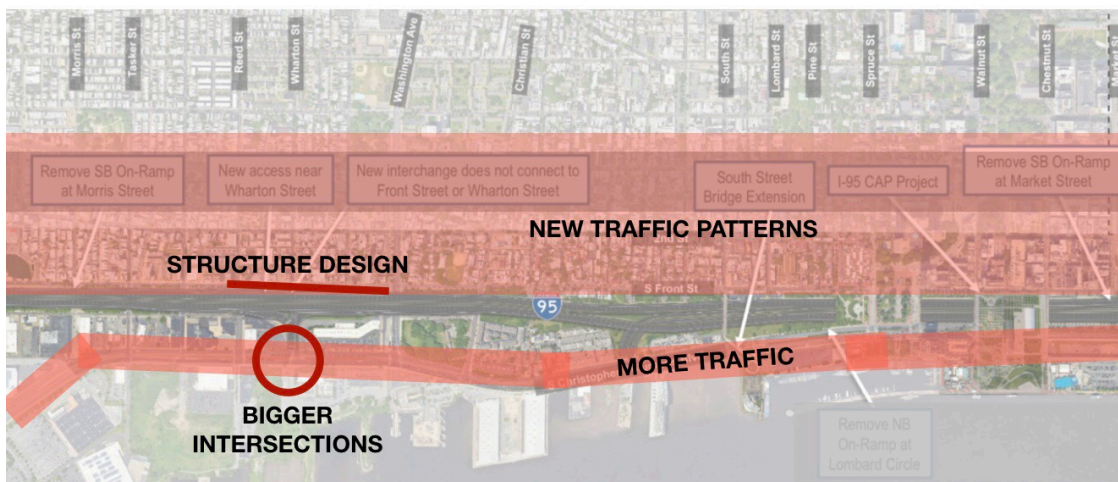 Morris St
Tasker St
Reed St
Wharton St
Washington Ave
Christian St
South St
Lombard St
Pine St
Spruce St
Walnut St
Chestnut St
Market St
Remove SB On-Ramp
at Morris Street
New access near
Wharton Street
New interchange does not connect to
Front Street or Wharton Street
South Street
Bridge Extension
I-95 CAP Project
Remove SB On-Ramp
at Market Street
NEW TRAFFIC PATTERNS
2nd St
STRUCTURE DESIGN
S Front St
95
MORE TRAFFIC
S Christopher
BIGGER
INTERSECTIONS
Remove NB
On-Ramp at
Lombard Circle